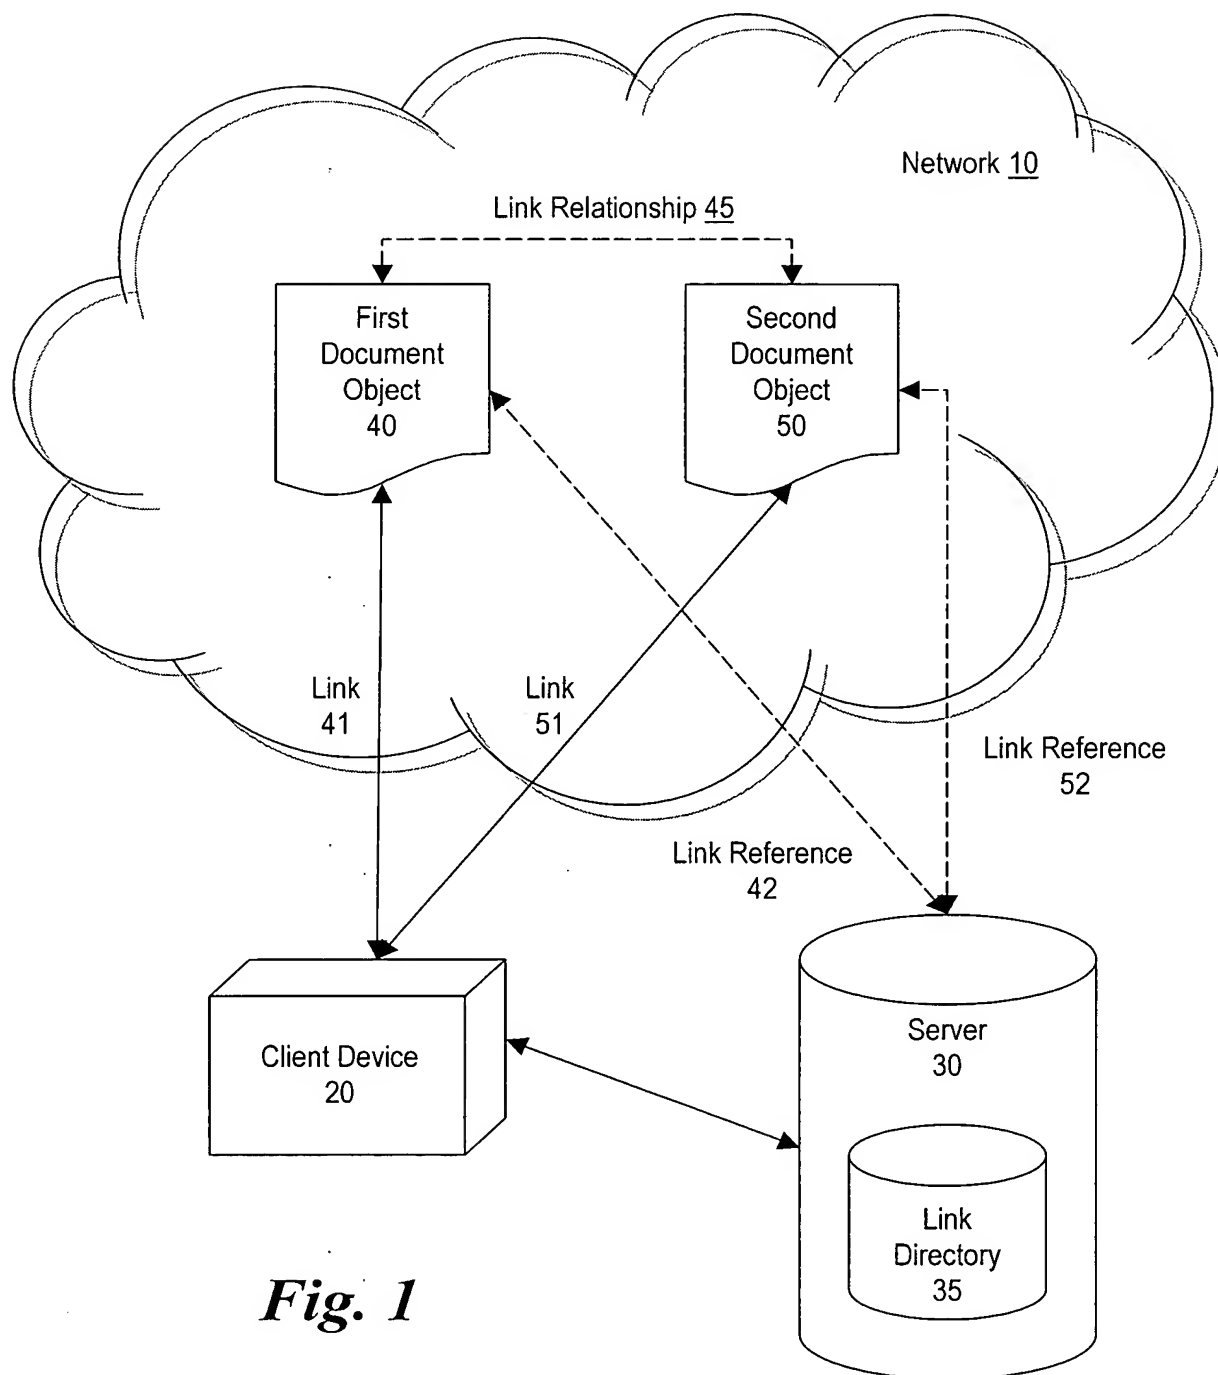 Network 10
Link Relationship 45
First
Document
Object
40
Second
Document
Object
50
Link
41
Link
51
Link Reference
52
Link Reference
42
Client Device
20
Server
30
Link
Directory
35
Fig. 1